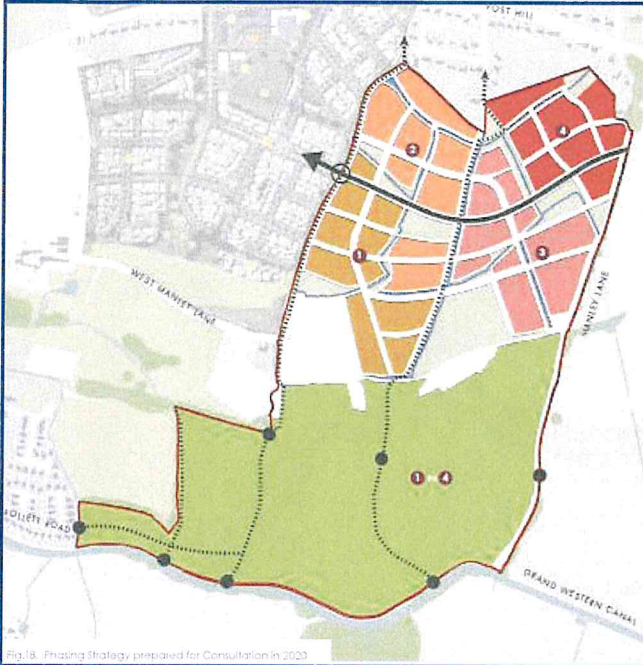 POST HILL
2
4
1
3
WEST MANLEY LANE
MANLEY LANE
1 - 4
FOLLETT ROAD
GRAND WESTERN CANAL
Fig.18. Phasing Strategy prepared for Consultation in 2020